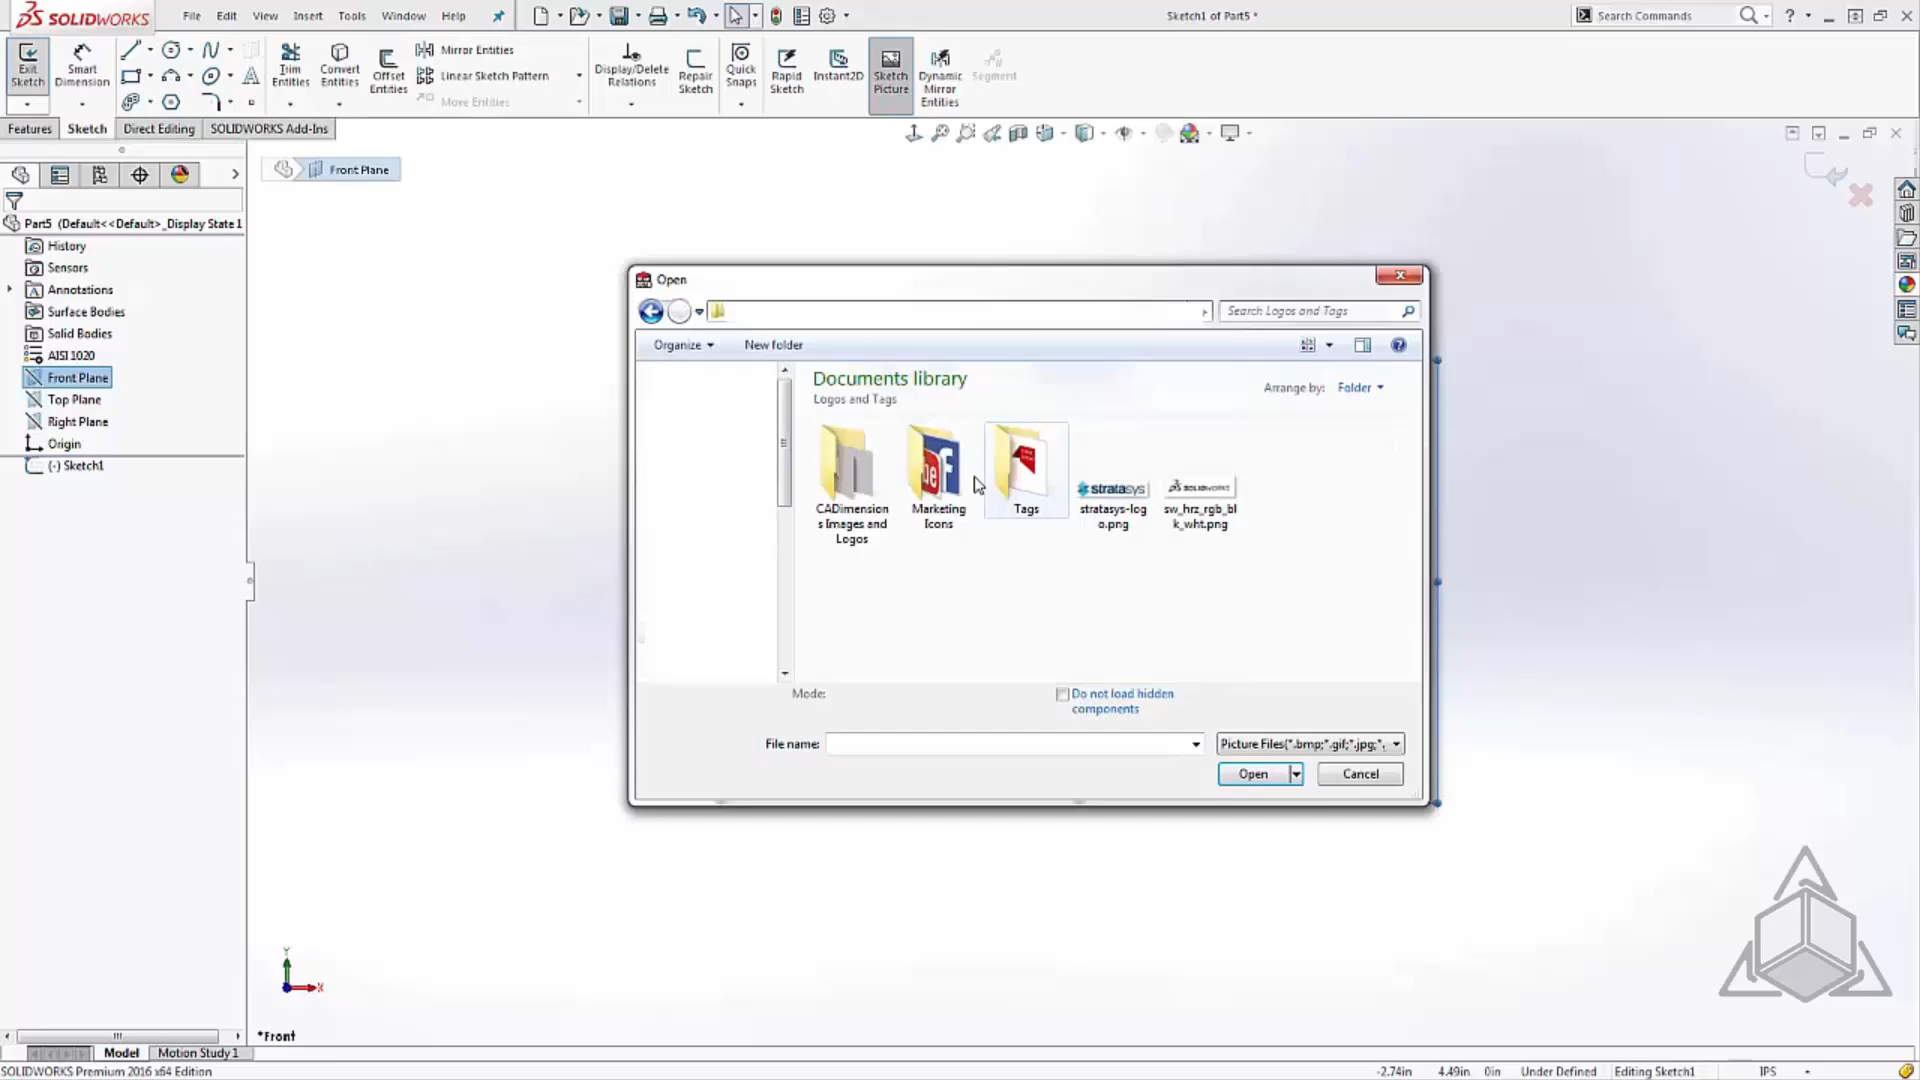 SOLIDWORKS File Edit View Insert Tools Window Help Sketch1 of Part5 * Search Commands ?
Exit Sketch
Smart Dimension
Trim Entities
Convert Entities
Offset Entities
Mirror Entities
Linear Sketch Pattern
Move Entities
Display/Delete Relations
Repair Sketch
Quick Snaps
Rapid Sketch
Instant2D
Sketch Picture
Dynamic Mirror Entities
Segment
Features Sketch Direct Editing SOLIDWORKS Add-Ins
Front Plane
Part5 (Default<<Default>_Display State 1
History
Sensors
Annotations
Surface Bodies
Solid Bodies
AISI 1020
Front Plane
Top Plane
Right Plane
Origin
(-) Sketch1
Open
Search Logos and Tags
Organize New folder
Documents library
Logos and Tags
Arrange by: Folder
CADimension
s Images and
Logos
Marketing
Icons
Tags
stratasys
stratasys-log
o.png
SOLIDWORKS
sw_hrz_rgb_bl
k_wht.png
Mode:
Do not load hidden
components
File name:
Picture Files(*.bmp;*.gif;*.jpg;*.
Open Cancel
Y
X
*Front
Model Motion Study 1
SOLIDWORKS Premium 2016 x64 Edition -2.74in 4.49in 0in Under Defined Editing Sketch1 IPS